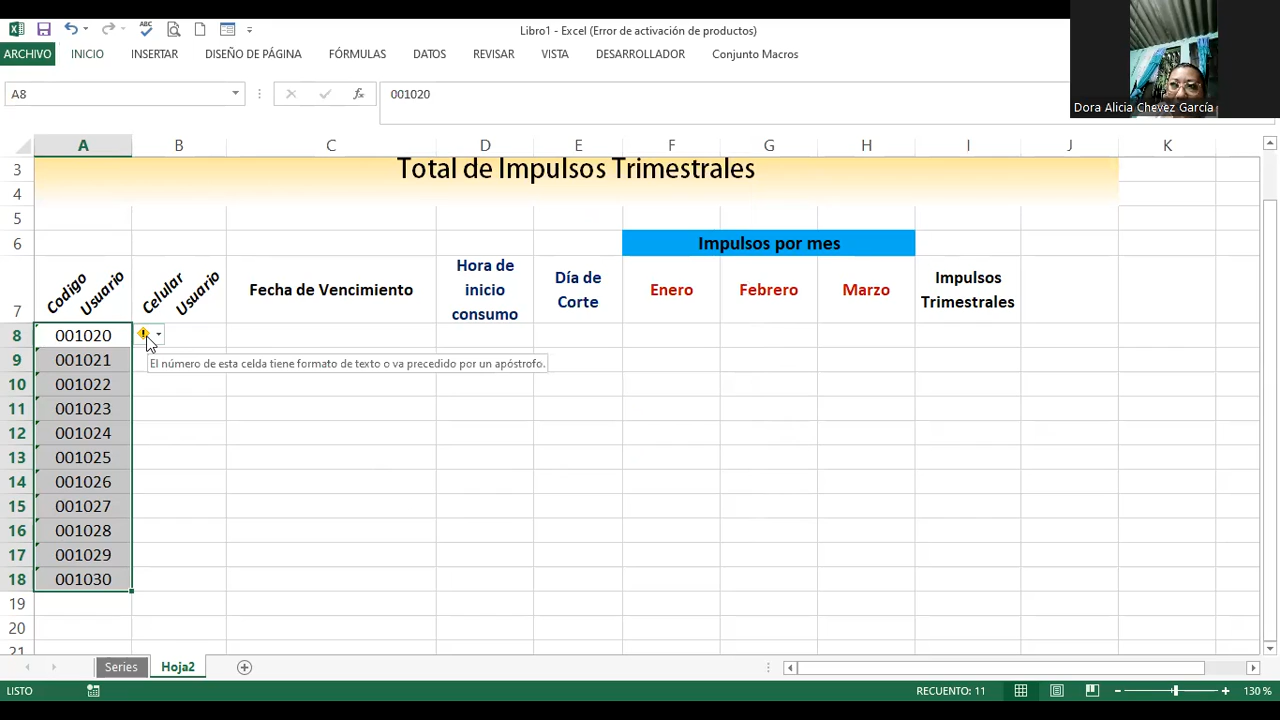 Libro1 - Excel (Error de activación de productos)
ARCHIVO INICIO INSERTAR DISEÑO DE PÁGINA FÓRMULAS DATOS REVISAR VISTA DESARROLLADOR Conjunto Macros
Dora Alicia Chevez García
A8 fx 001020
A B C D E F G H I J K
3 Total de Impulsos Trimestrales
4
5
6 Impulsos por mes
7 Codigo Usuario Celular Usuario Fecha de Vencimiento Hora de inicio consumo Día de Corte Enero Febrero Marzo Impulsos Trimestrales
8 001020
El número de esta celda tiene formato de texto o va precedido por un apóstrofo.
9 001021
10 001022
11 001023
12 001024
13 001025
14 001026
15 001027
16 001028
17 001029
18 001030
19
20
21
Series Hoja2
LISTO RECUENTO: 11 130 %